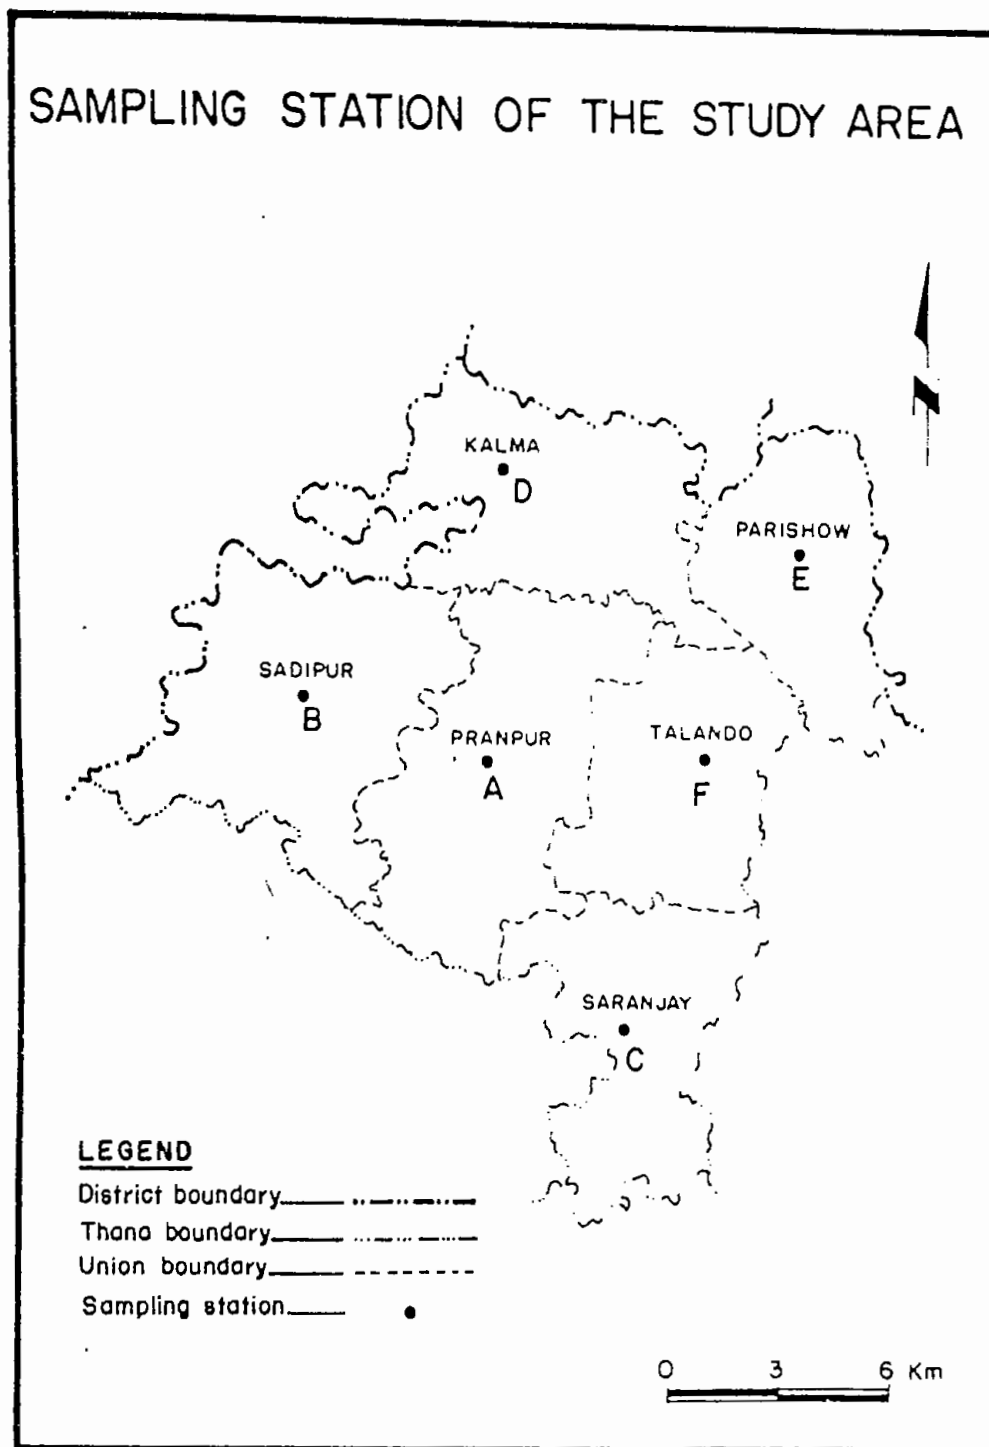 SAMPLING STATION OF THE STUDY AREA
N
KALMA
D
PARISHOW
E
SADIPUR
B
PRANPUR
A
TALANDO
F
SARANJAY
C
LEGEND
District boundary
Thana boundary
Union boundary
Sampling station
0 3 6 Km